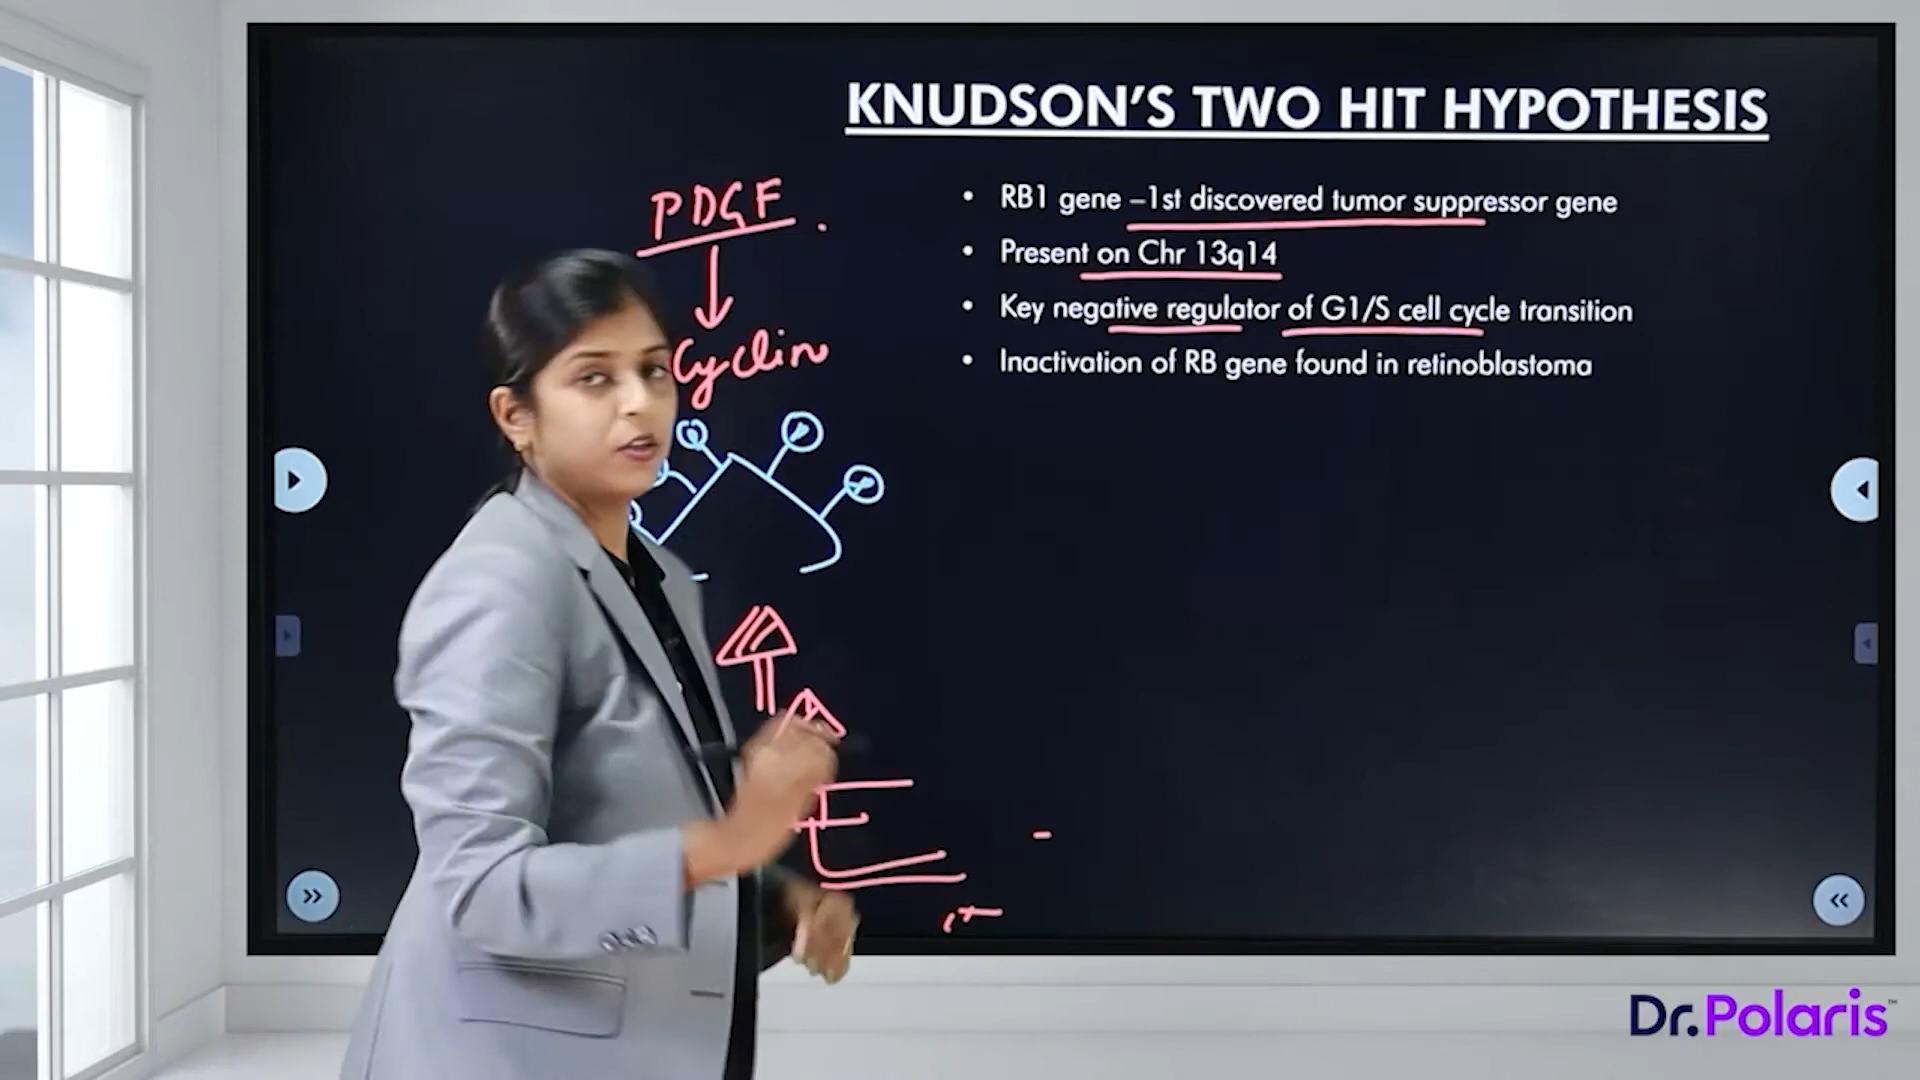 KNUDSON'S TWO HIT HYPOTHESIS
• RB1 gene –1st discovered tumor suppressor gene
• Present on Chr 13q14
• Key negative regulator of G1/S cell cycle transition
• Inactivation of RB gene found in retinoblastoma
PDGF
Cyclin
Dr.Polaris™